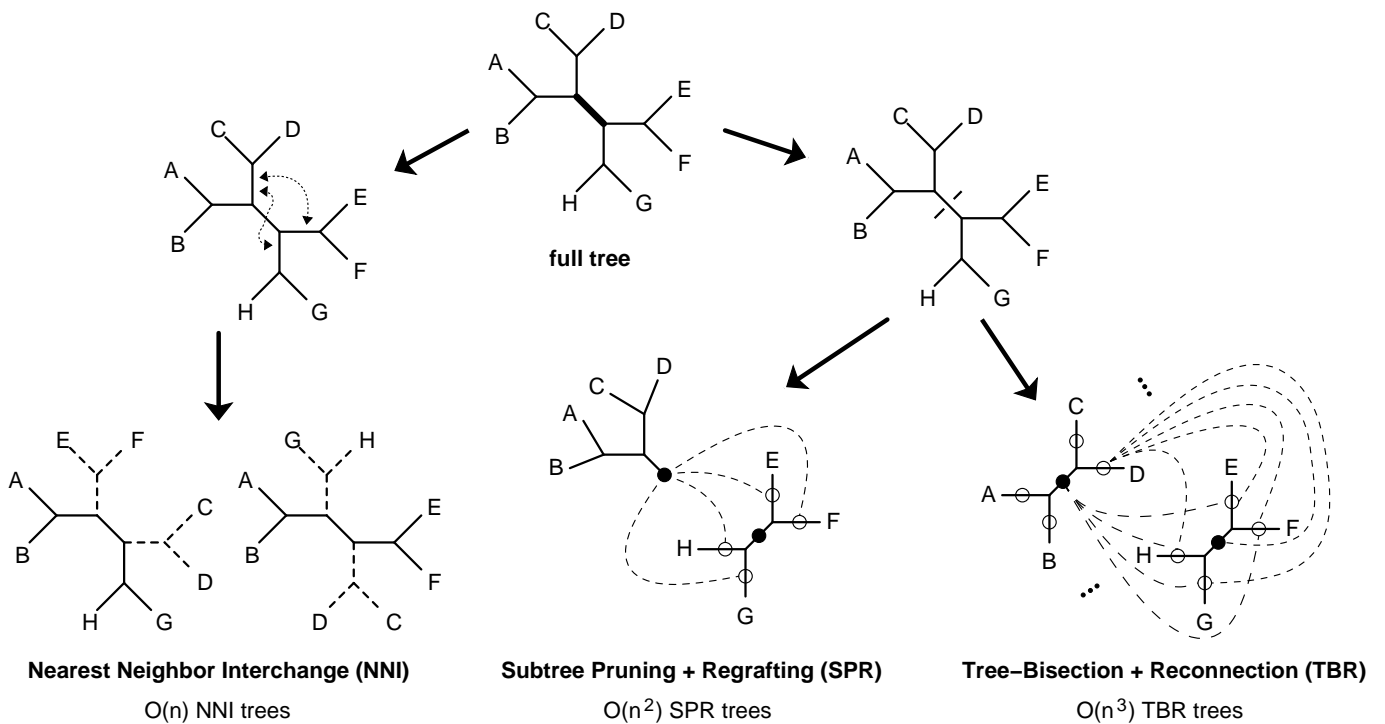 C D
A
E
B
F
H G
full tree
C D
A
E
B
F
H G
C D
A
E
B
F
H G
E F
A
C
B
D
H G
G H
A
E
B
F
D C
D
C
A
B
E
F
H
G
C
D
A
B
E
F
H
G
Nearest Neighbor Interchange (NNI)
O(n) NNI trees
Subtree Pruning + Regrafting (SPR)
O(n²) SPR trees
Tree−Bisection + Reconnection (TBR)
O(n³) TBR trees